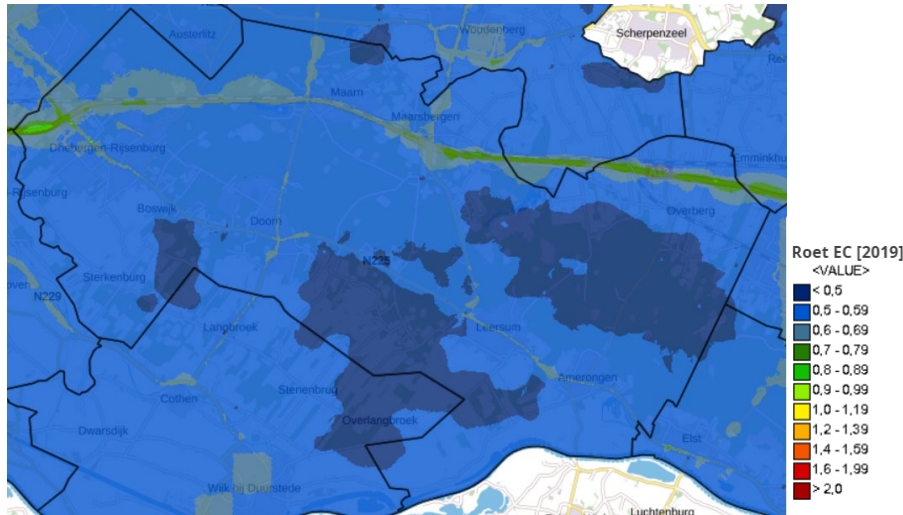 Austerlitz
Woudenberg
Scherpenzeel
Maarn
Maarsbergen
Driebergen-Rijsenburg
Emminkhui
-Rijsenburg
Boswijk
Doorn
Overberg
N225
Sterkenburg
N229
Langbroek
Leersum
Amerongen
Stenenbrug
Cothen
Overlangbroek
Dwarsdijk
Elst
Wijk bij Duurstede
Luchtenburg
Roet EC [2019]
<VALUE>
< 0,5
0,5 - 0,59
0,6 - 0,69
0,7 - 0,79
0,8 - 0,89
0,9 - 0,99
1,0 - 1,19
1,2 - 1,39
1,4 - 1,59
1,6 - 1,99
> 2,0